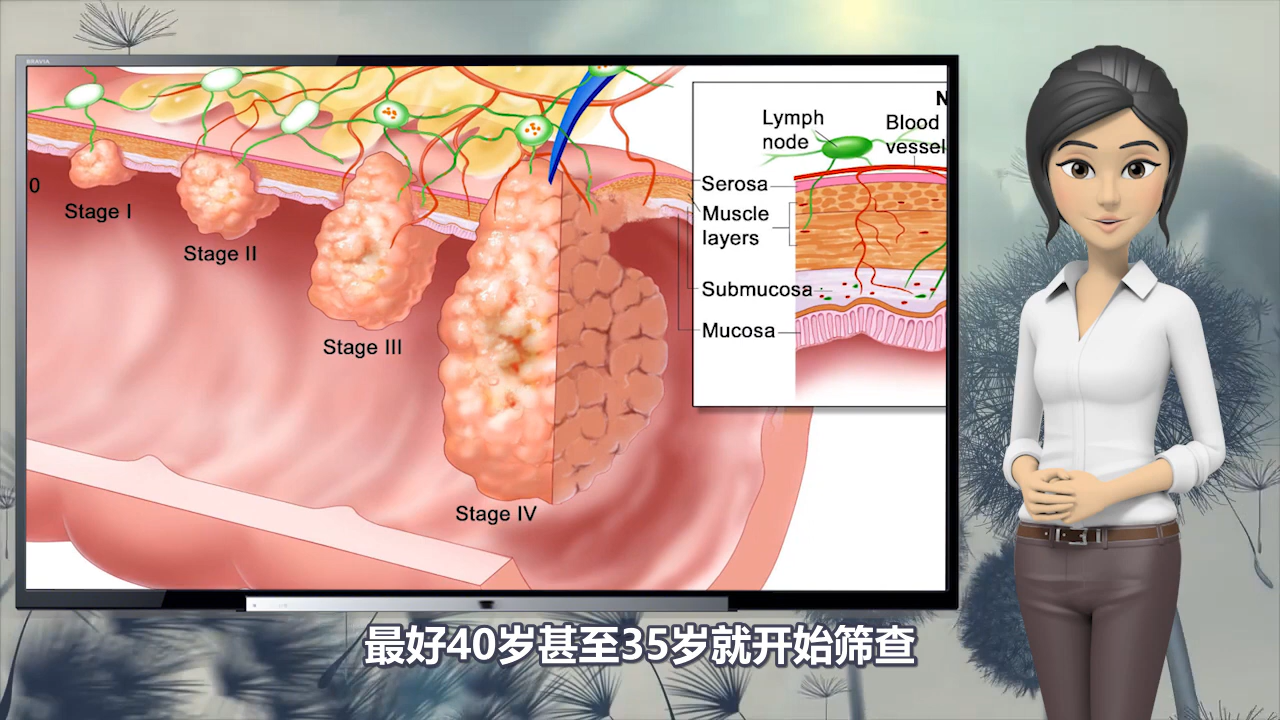 BRAVIA
0
Stage I
Stage II
Stage III
Stage IV
N
Lymph
node
Blood
vessel
Serosa
Muscle
layers
Submucosa
Mucosa
最好40岁甚至35岁就开始筛查